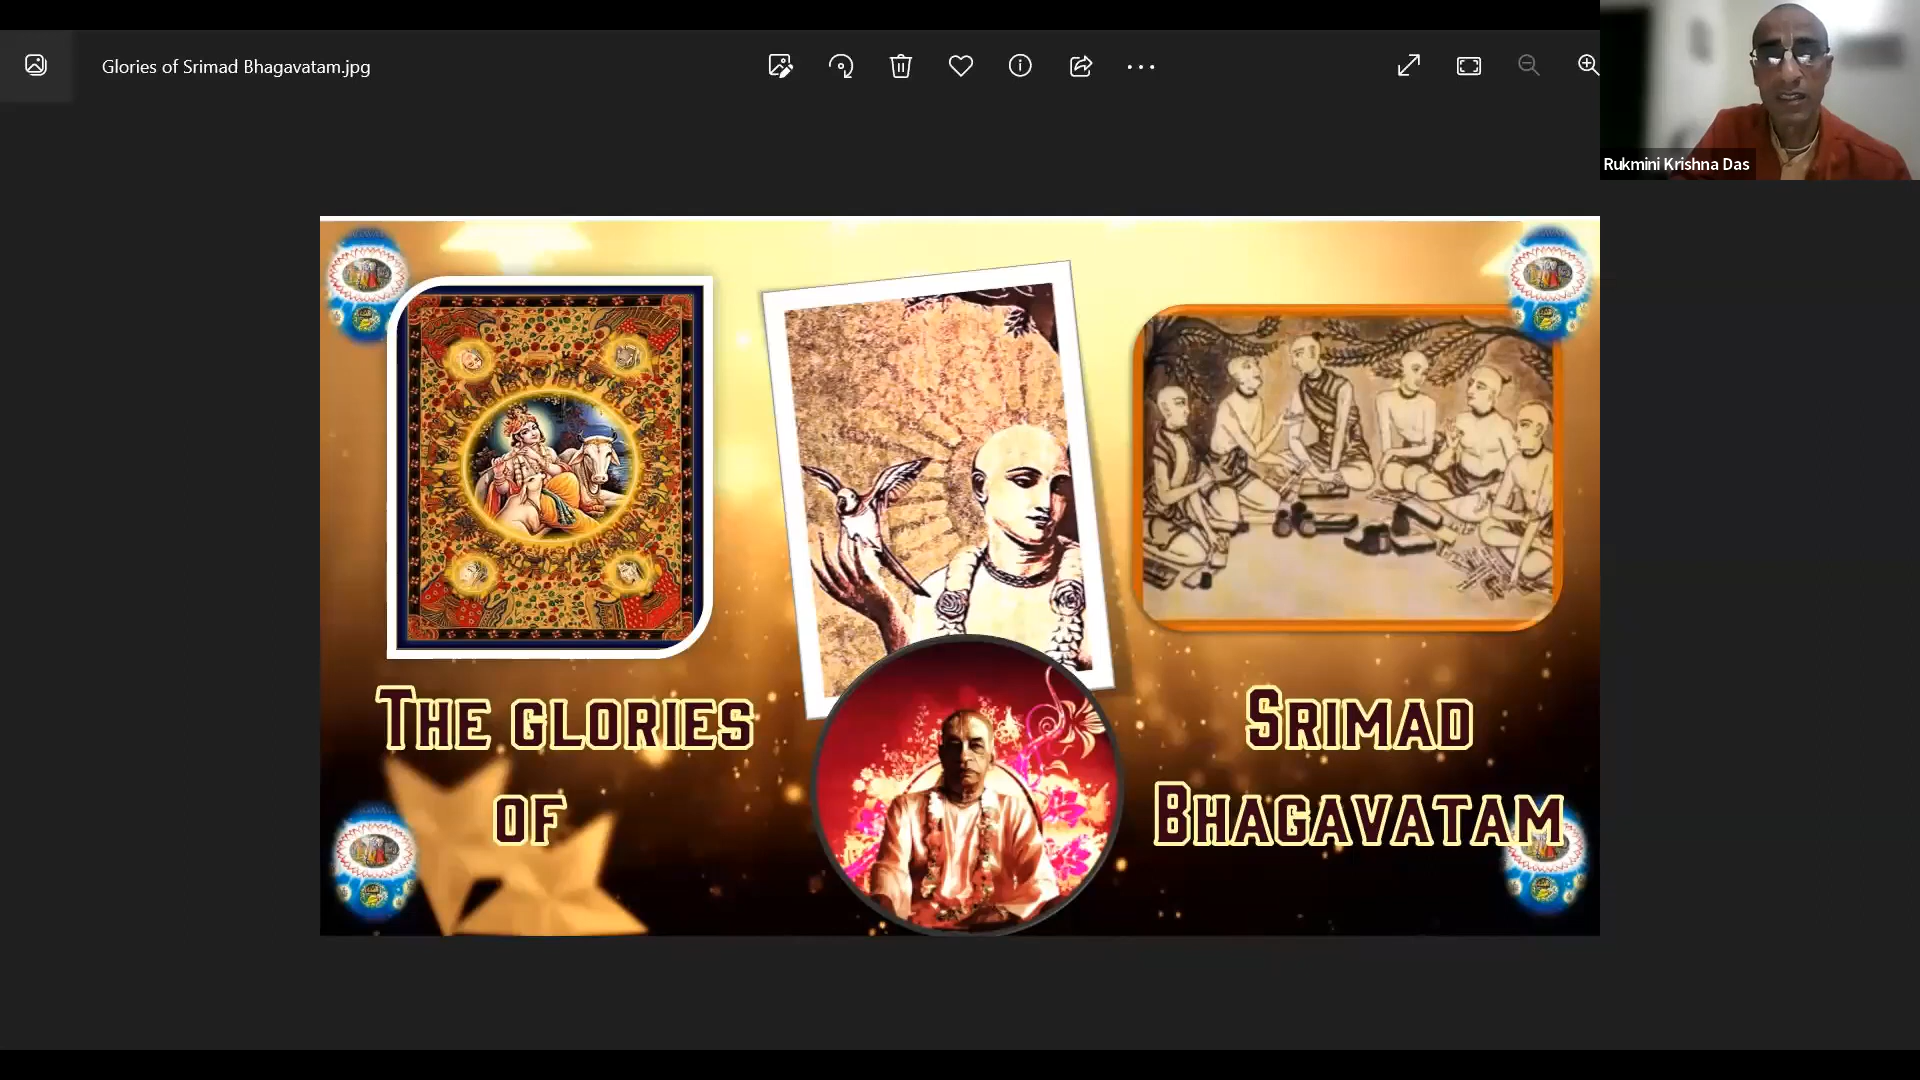 Glories of Srimad Bhagavatam.jpg
Rukmini Krishna Das
The glories
of
Srimad
Bhagavatam